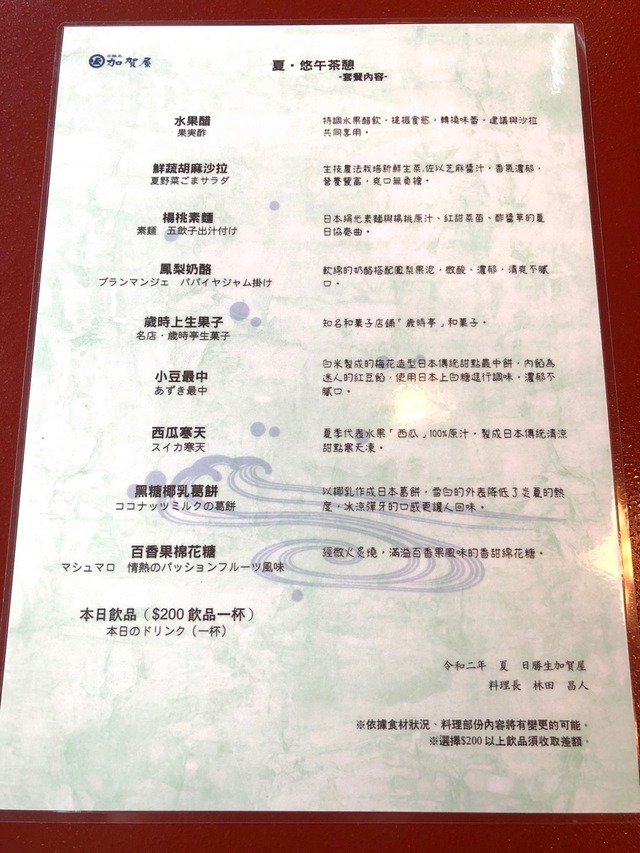 日勝生 加賀屋
夏・悠午茶憩
-套餐內容-
水果醋
果実酢
特調水果醋飲，提振食慾，轉換味蕾，建議與沙拉
共同享用。
鮮蔬胡麻沙拉
夏野菜ごまサラダ
生技農法栽培新鮮生菜,佐以芝麻醬汁，香氣濃郁，
營養豐富，爽口無負擔。
楊桃素麵
素麺　五飲子出汁付け
日本絹光素麵與楊桃原汁、紅甜菜苗、酢醬草的夏
日協奏曲。
鳳梨奶酪
ブランマンジェ　パパイヤジャム掛け
軟綿的奶酪搭配鳳梨果泥，微酸、濃郁，清爽不膩
口。
歲時上生果子
名店・歲時亭生菓子
知名和菓子店鋪「歲時亭」和菓子。
小豆最中
あずき最中
白米製成的梅花造型日本傳統甜點最中餅，內餡為
迷人的紅豆餡，使用日本上白糖進行調味，濃郁不
膩口。
西瓜寒天
スイカ寒天
夏季代表水果「西瓜」100%原汁，製成日本傳統清涼
甜點寒天凍。
黑糖椰乳葛餅
ココナッツミルクの葛餅
以椰乳作成日本葛餅，雪白的外表降低了炎夏的熱
度，冰涼彈牙的口感更讓人回味。
百香果棉花糖
マシュマロ　情熱のパッションフルーツ風味
經微火炙燒，滿溢百香果風味的香甜綿花糖。
本日飲品（$200 飲品一杯）
本日のドリンク（一杯）
令和二年　夏　日勝生加賀屋
料理長　林田　昌人
※依據食材狀況、料理部份內容將有變更的可能。
※選擇$200 以上飲品須收取差額。